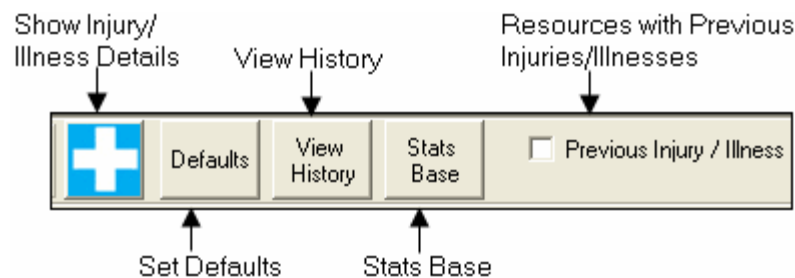 Show Injury/
Illness Details
View History
Resources with Previous
Injuries/Illnesses
Defaults
View
History
Stats
Base
Previous Injury / Illness
Set Defaults
Stats Base